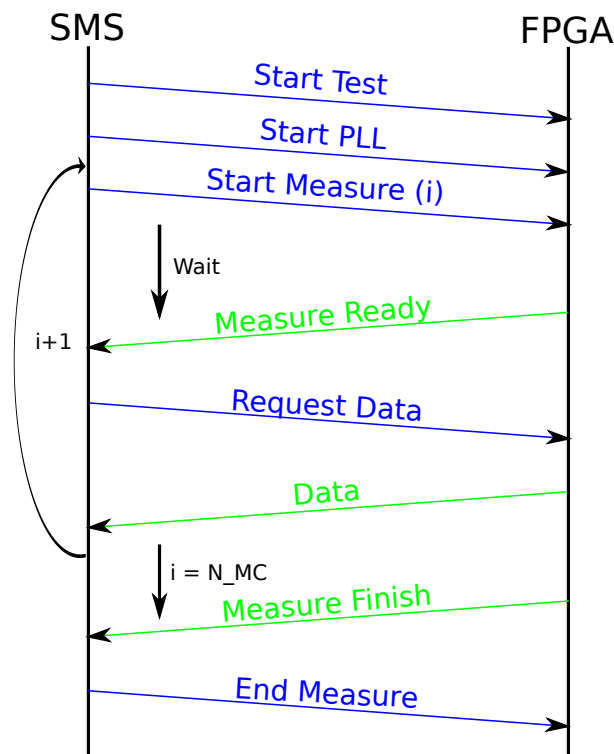 SMS
FPGA
Start Test
Start PLL
Start Measure (i)
Wait
Measure Ready
i+1
Request Data
Data
i = N_MC
Measure Finish
End Measure